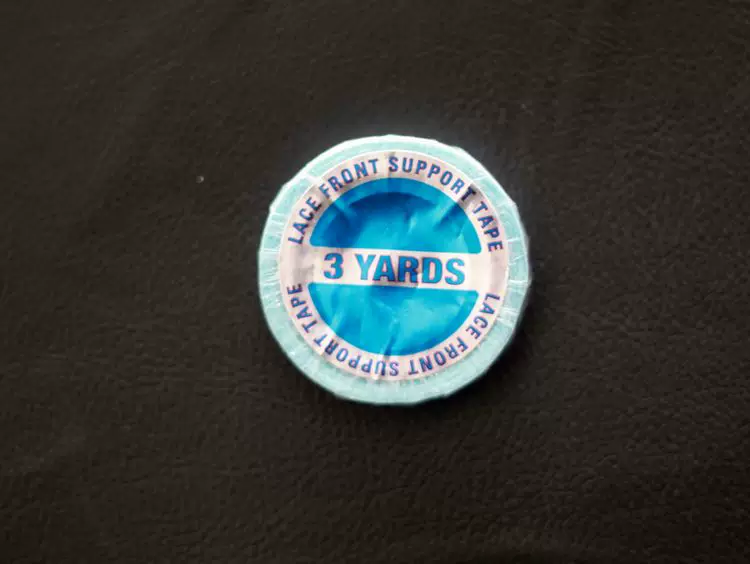 LACE FRONT SUPPORT TAPE
3 YARDS
LACE FRONT SUPPORT TAPE